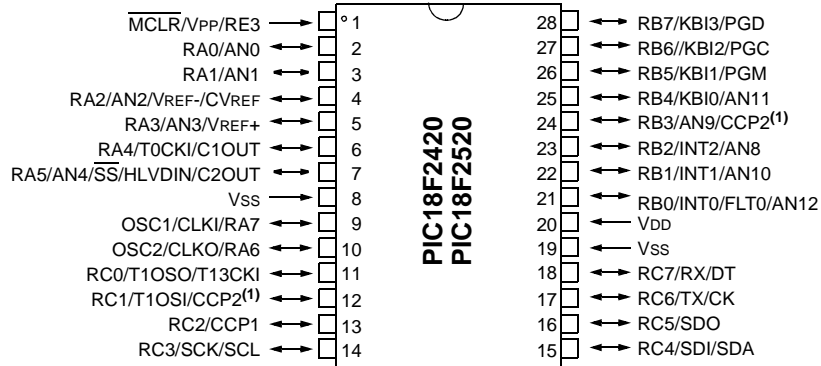 MCLR/VPP/RE3 1
RA0/AN0 2
RA1/AN1 3
RA2/AN2/VREF-/CVREF 4
RA3/AN3/VREF+ 5
RA4/T0CKI/C1OUT 6
RA5/AN4/SS/HLVDIN/C2OUT 7
VSS 8
OSC1/CLKI/RA7 9
OSC2/CLKO/RA6 10
RC0/T1OSO/T13CKI 11
RC1/T1OSI/CCP2(1) 12
RC2/CCP1 13
RC3/SCK/SCL 14
PIC18F2420
PIC18F2520
28 RB7/KBI3/PGD
27 RB6//KBI2/PGC
26 RB5/KBI1/PGM
25 RB4/KBI0/AN11
24 RB3/AN9/CCP2(1)
23 RB2/INT2/AN8
22 RB1/INT1/AN10
21 RB0/INT0/FLT0/AN12
20 VDD
19 VSS
18 RC7/RX/DT
17 RC6/TX/CK
16 RC5/SDO
15 RC4/SDI/SDA